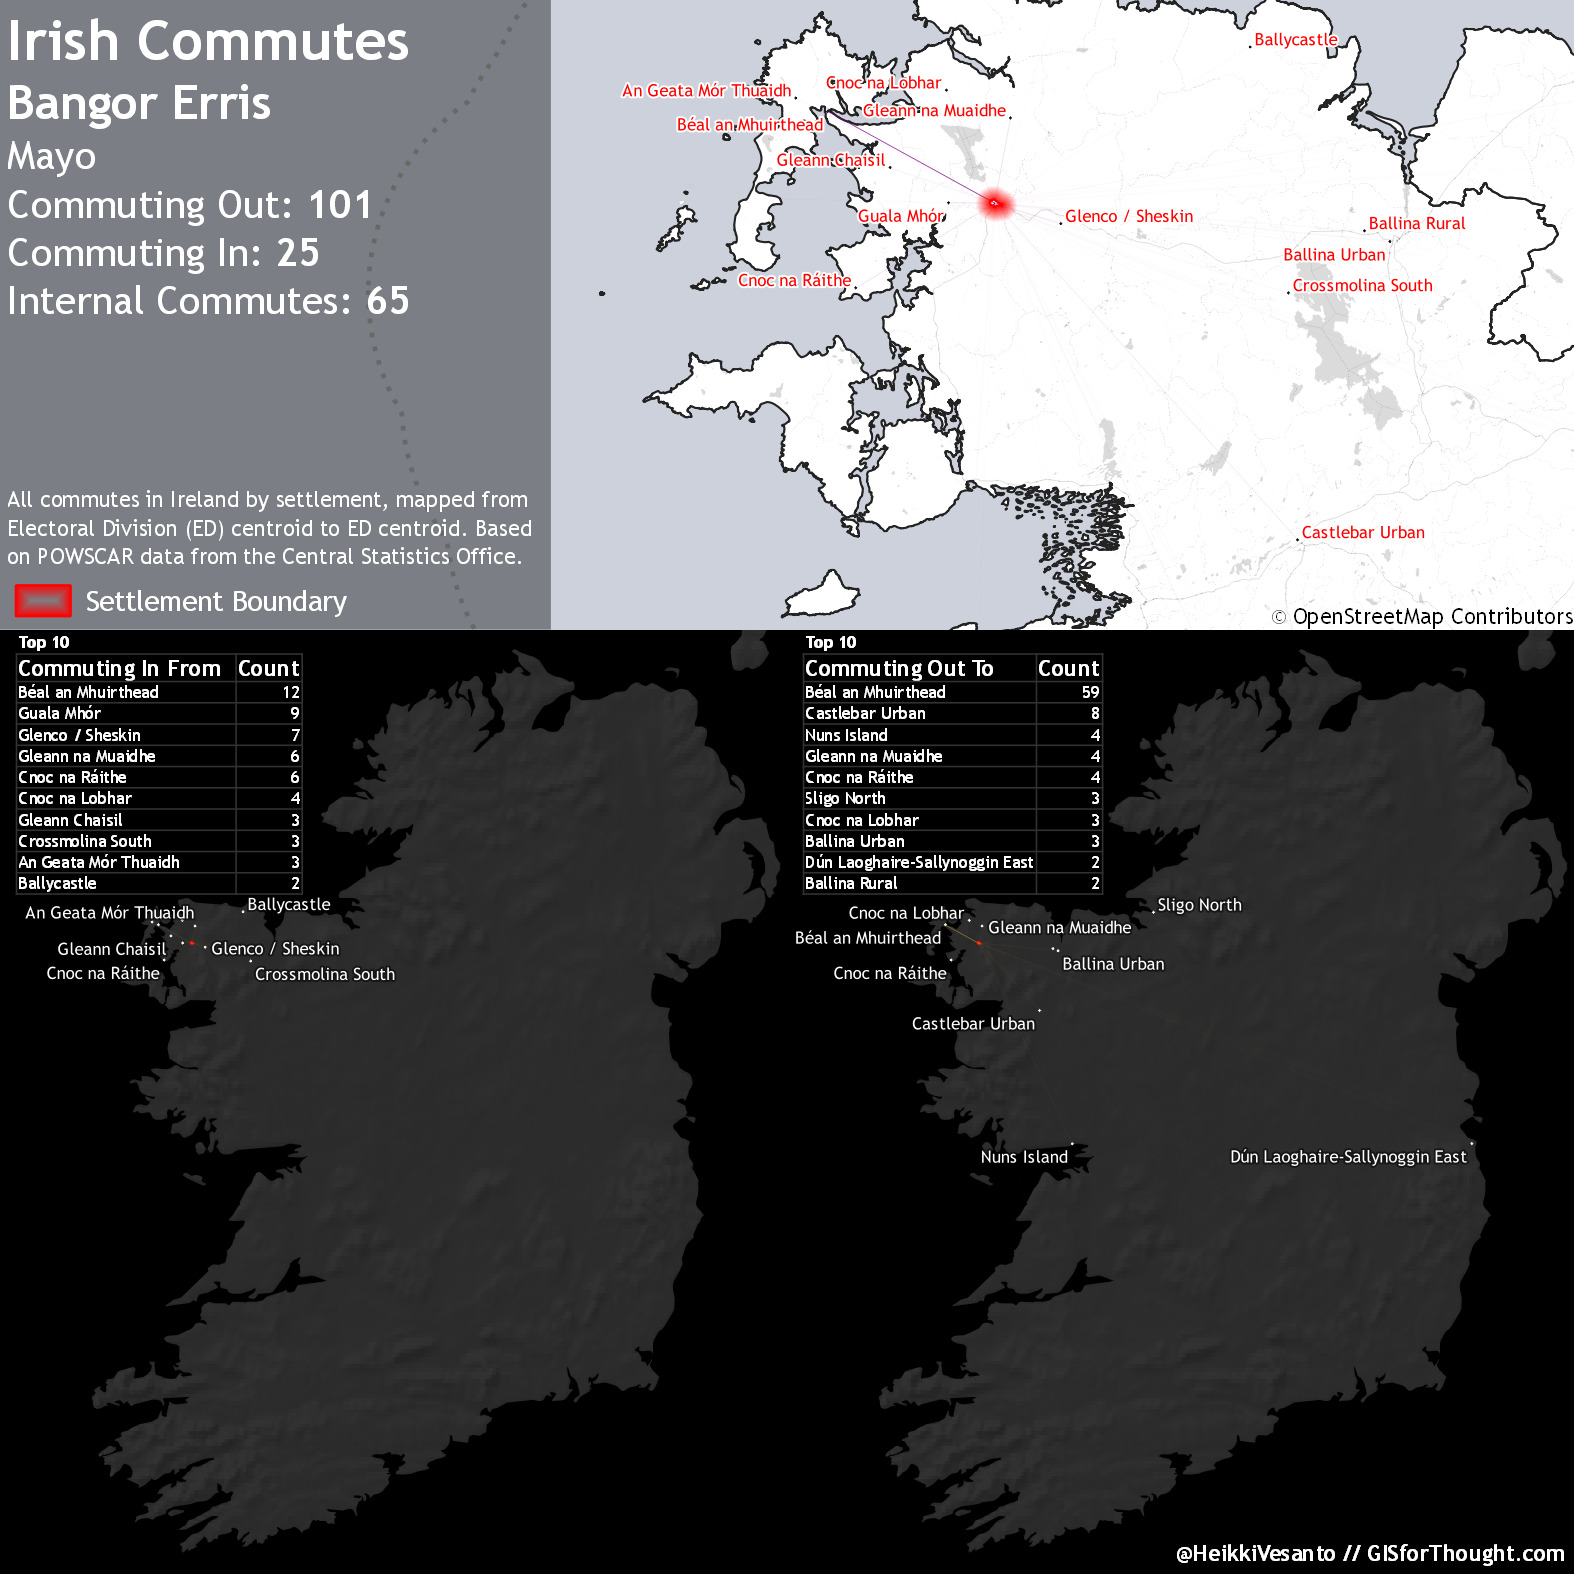 Irish Commutes
Bangor Erris
Mayo
Commuting Out: 101
Commuting In: 25
Internal Commutes: 65
All commutes in Ireland by settlement, mapped from
Electoral Division (ED) centroid to ED centroid. Based
on POWSCAR data from the Central Statistics Office.
Settlement Boundary
Ballycastle
An Geata Mór Thuaidh
Cnoc na Lobhar
Gleann na Muaidhe
Béal an Mhuirthead
Gleann Chaisil
Guala Mhór
Glenco / Sheskin
Ballina Rural
Ballina Urban
Cnoc na Ráithe
Crossmolina South
Castlebar Urban
© OpenStreetMap Contributors
Top 10
Commuting In From Count
Béal an Mhuirthead 12
Guala Mhór 9
Glenco / Sheskin 7
Gleann na Muaidhe 6
Cnoc na Ráithe 6
Cnoc na Lobhar 4
Gleann Chaisil 3
Crossmolina South 3
An Geata Mór Thuaidh 3
Ballycastle 2
Ballycastle
An Geata Mór Thuaidh
Gleann Chaisil
Glenco / Sheskin
Cnoc na Ráithe
Crossmolina South
Top 10
Commuting Out To Count
Béal an Mhuirthead 59
Castlebar Urban 8
Nuns Island 4
Gleann na Muaidhe 4
Cnoc na Ráithe 4
Sligo North 3
Cnoc na Lobhar 3
Ballina Urban 3
Dún Laoghaire-Sallynoggin East 2
Ballina Rural 2
Sligo North
Cnoc na Lobhar
Gleann na Muaidhe
Béal an Mhuirthead
Ballina Urban
Cnoc na Ráithe
Castlebar Urban
Nuns Island
Dún Laoghaire-Sallynoggin East
@HeikkiVesanto // GISforThought.com